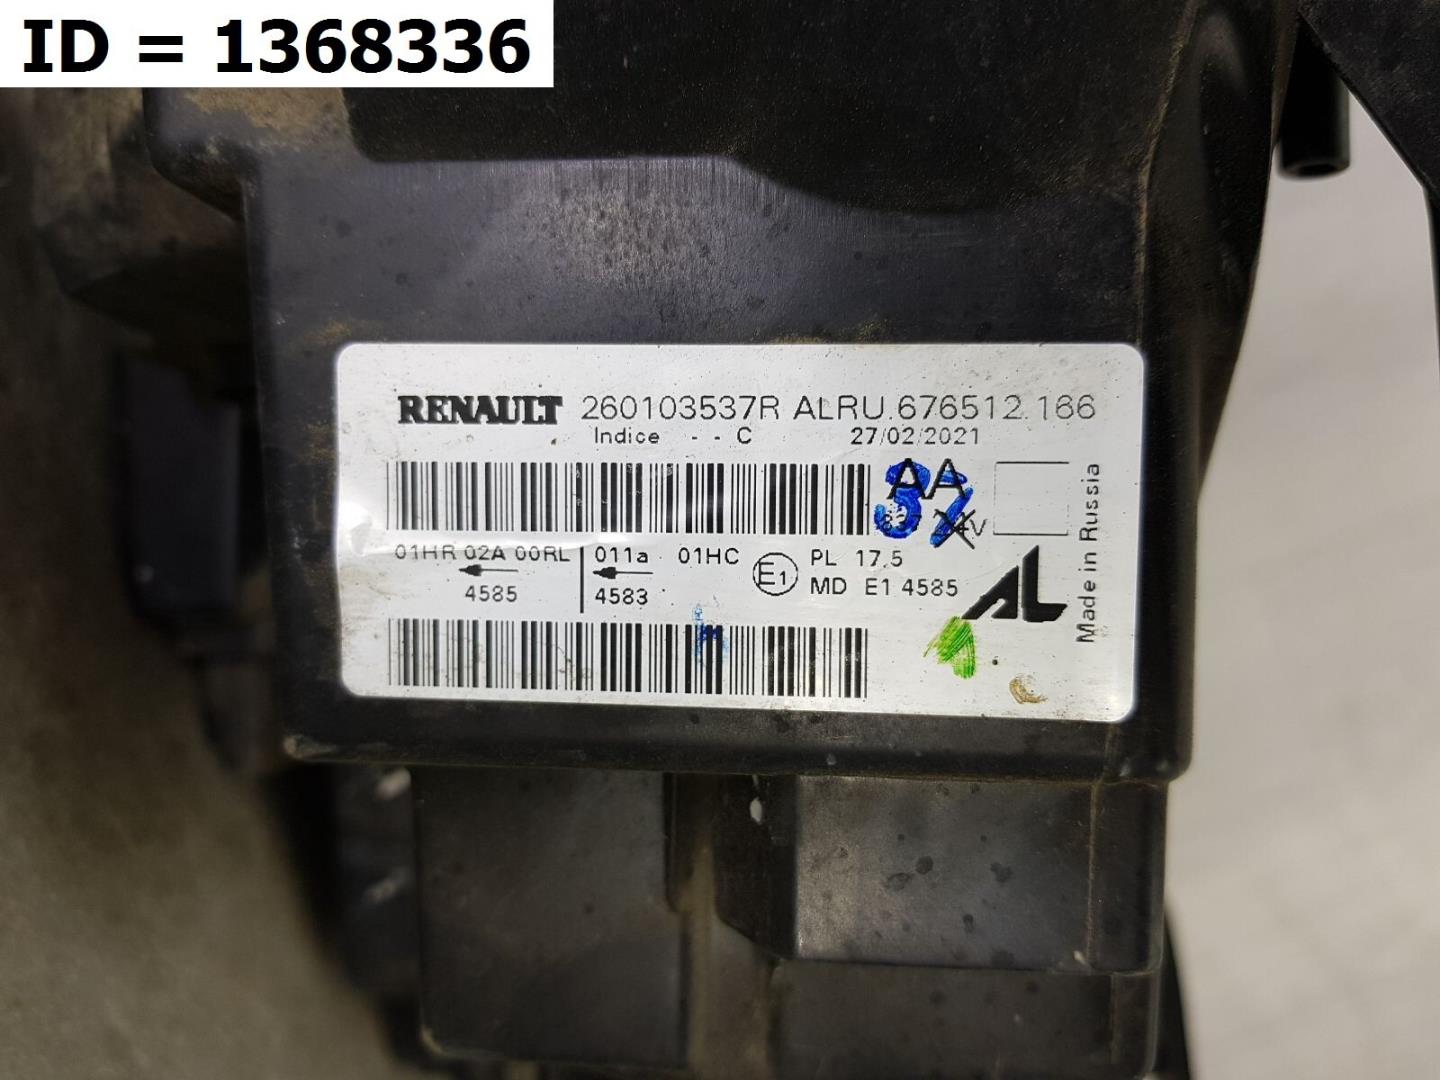 ID = 1368336
RENAULT 260103537R ALRU.676512.166
Indice - - C 27/02/2021
AA
37
Made in Russia
01HR 02A 00RL 011a 01HC E1 PL 17,5
4585 4583 MD E1 4585
AL